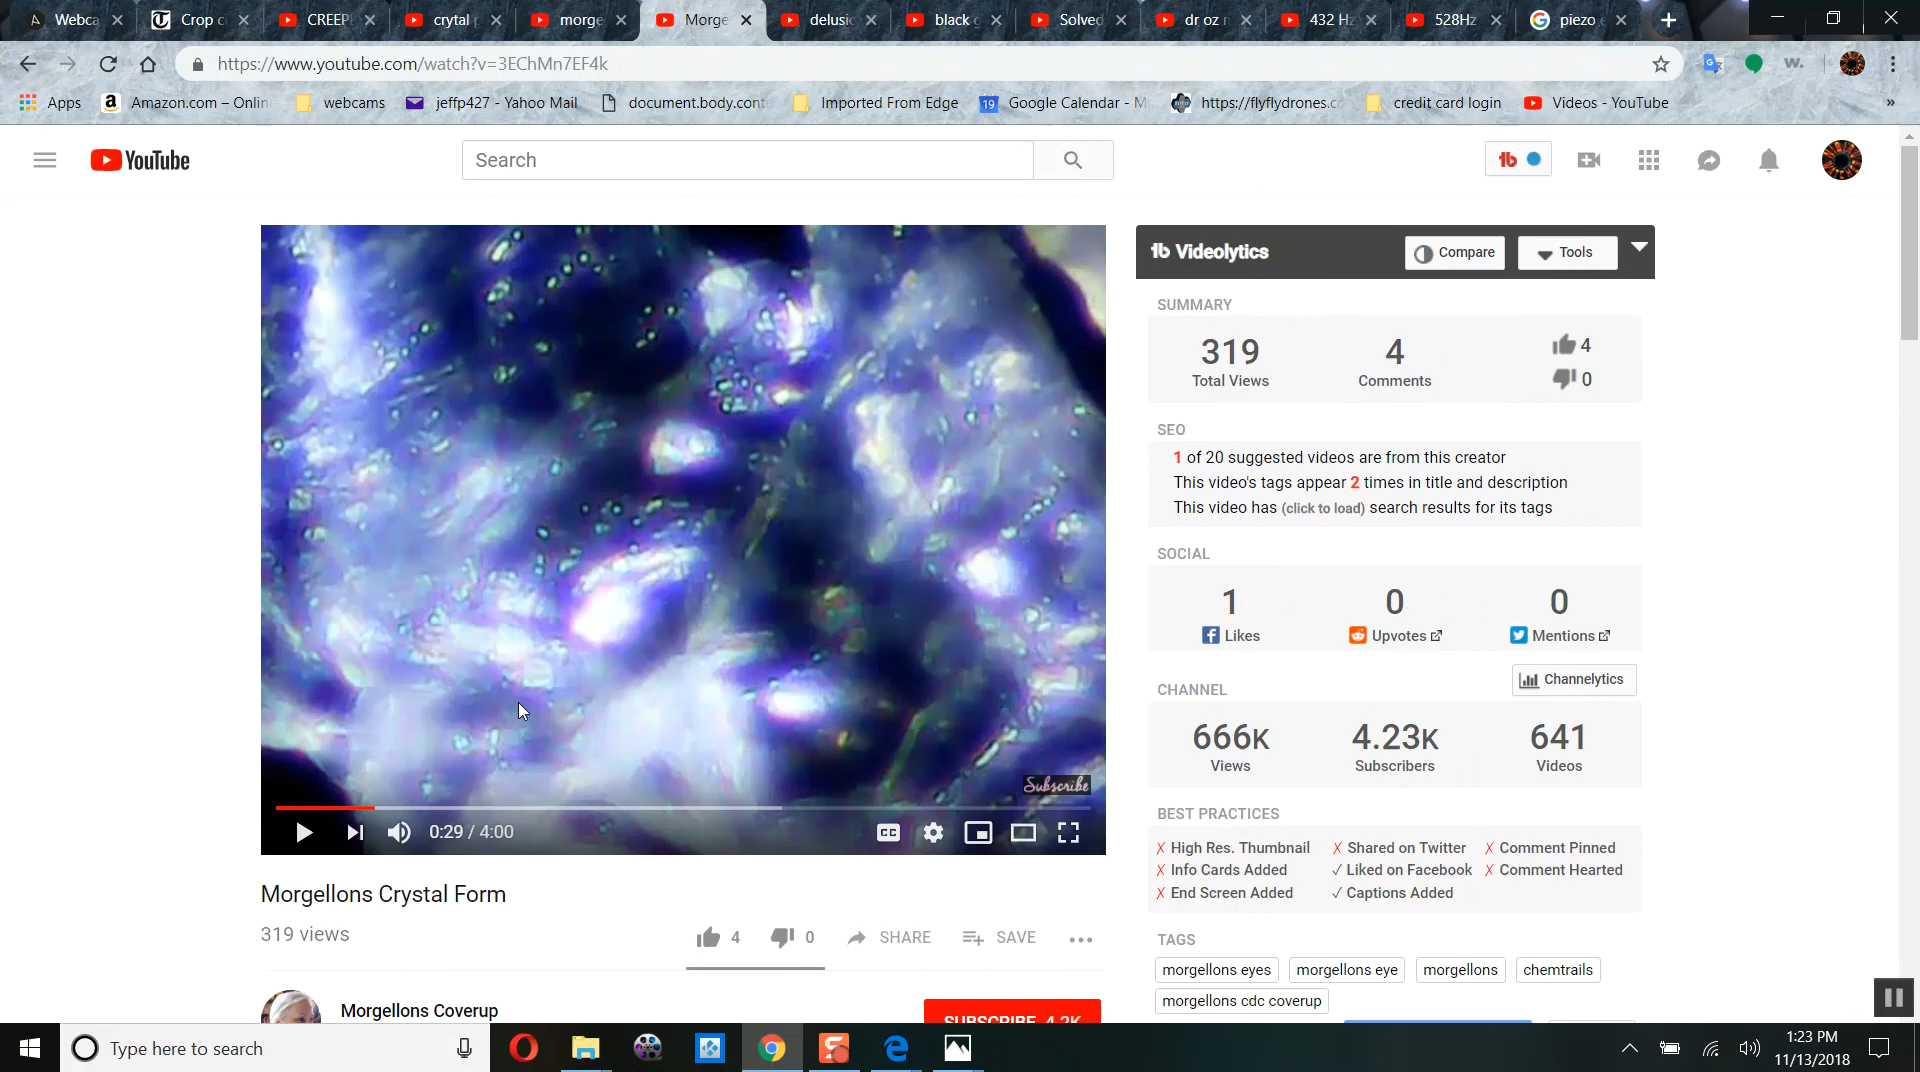 Webca
Crop c
CREEP
crytal p
morge
Morge
delusio
black g
Solved
dr oz n
432 Hz
528Hz
piezo e
https://www.youtube.com/watch?v=3EChMn7EF4k
Apps
Amazon.com – Onlin
webcams
jeffp427 - Yahoo Mail
document.body.cont
Imported From Edge
19
Google Calendar - M
https://flyflydrones.c
credit card login
Videos - YouTube
»
YouTube
Search
Videolytics
Compare
Tools
SUMMARY
319
Total Views
4
Comments
4
0
SEO
1 of 20 suggested videos are from this creator
This video's tags appear 2 times in title and description
This video has (click to load) search results for its tags
SOCIAL
1
Likes
0
Upvotes
0
Mentions
CHANNEL
Channelytics
666K
Views
4.23K
Subscribers
641
Videos
BEST PRACTICES
✗ High Res. Thumbnail
✗ Shared on Twitter
✗ Comment Pinned
✗ Info Cards Added
✓ Liked on Facebook
✗ Comment Hearted
✗ End Screen Added
✓ Captions Added
TAGS
morgellons eyes
morgellons eye
morgellons
chemtrails
morgellons cdc coverup
Subscribe
0:29 / 4:00
CC
Morgellons Crystal Form
319 views
4
0
SHARE
SAVE
Morgellons Coverup
SUBSCRIBE 4.2K
Type here to search
1:23 PM
11/13/2018